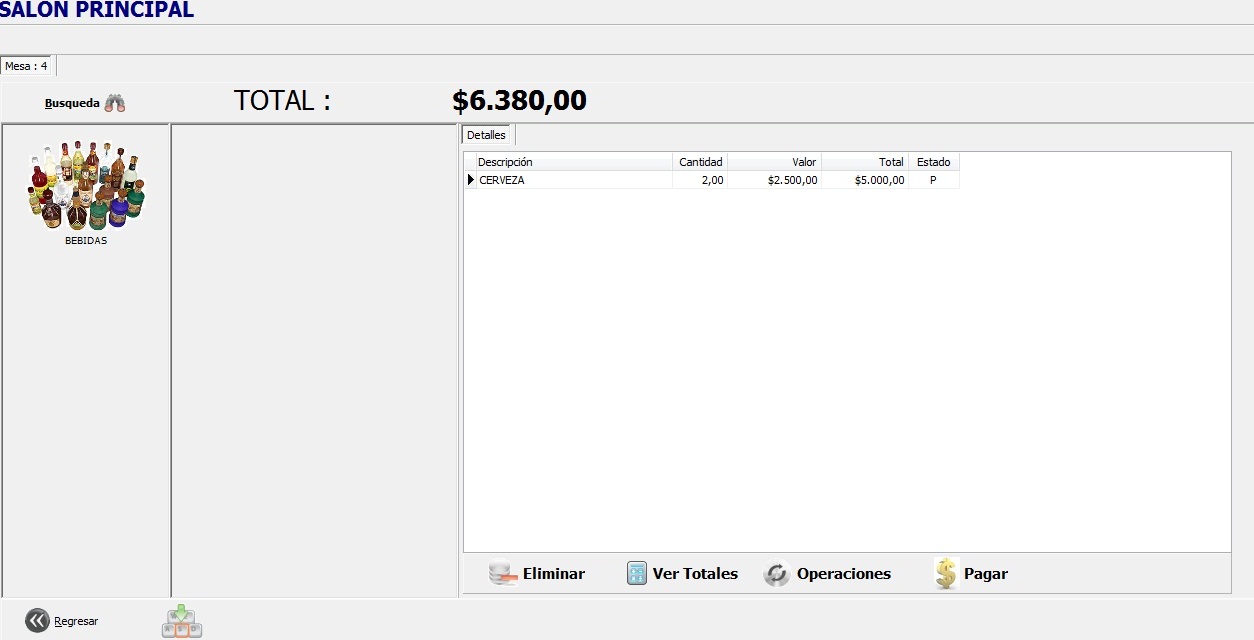 SALON PRINCIPAL
Mesa : 4
Busqueda
TOTAL :
$6.380,00
BEBIDAS
Detalles
Descripción Cantidad Valor Total Estado
CERVEZA 2,00 $2.500,00 $5.000,00 P
Eliminar
Ver Totales
Operaciones
Pagar
Regresar